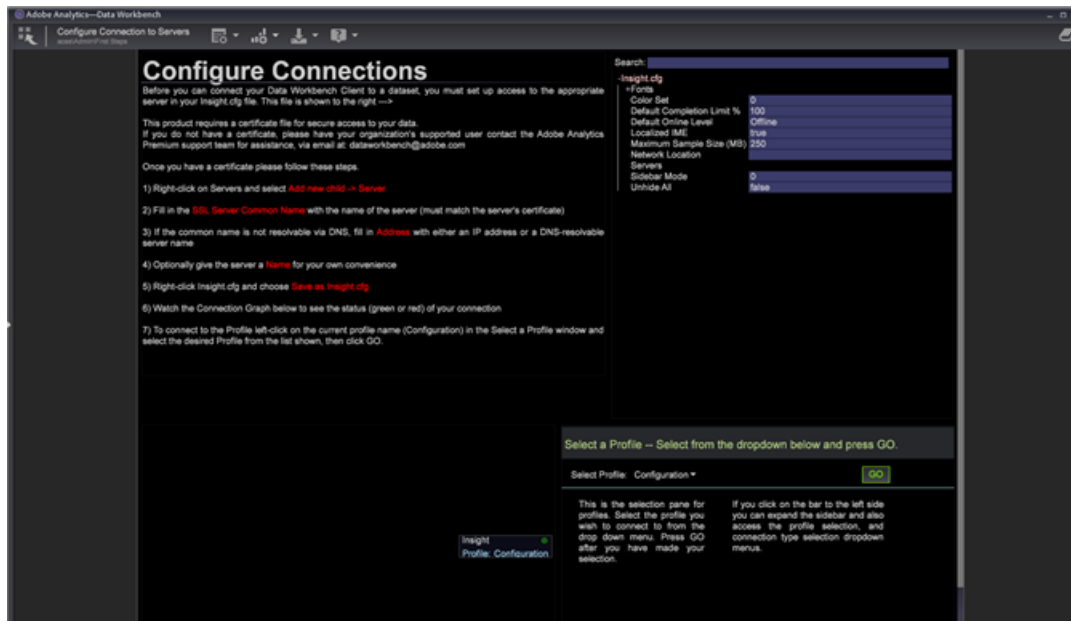 Adobe Analytics—Data Workbench
Configure Connection to Servers
Configure Connections
Before you can connect your Data Workbench Client to a dataset, you must set up access to the appropriate
server in your Insight.cfg file. This file is shown to the right --->
This product requires a certificate file for secure access to your data.
If you do not have a certificate, please have your organization's supported user contact the Adobe Analytics
Premium support team for assistance, via email at: dataworkbench@adobe.com
Once you have a certificate please follow these steps.
1) Right-click on Servers and select Add new child -> Server
2) Fill in the SSL Server Common Name with the name of the server (must match the server's certificate)
3) If the common name is not resolvable via DNS, fill in Address with either an IP address or a DNS-resolvable
server name
4) Optionally give the server a Name for your own convenience
5) Right-click Insight.cfg and choose Save as Insight.cfg
6) Watch the Connection Graph below to see the status (green or red) of your connection
7) To connect to the Profile left-click on the current profile name (Configuration) in the Select a Profile window and
select the desired Profile from the list shown, then click GO.
Search:
-Insight.cfg
+Fonts
Color Set 0
Default Completion Limit % 100
Default Online Level Offline
Localized IME true
Maximum Sample Size (MB) 250
Network Location
Servers
Sidebar Mode 0
Unhide All false
Insight
Profile: Configuration
Select a Profile -- Select from the dropdown below and press GO.
Select Profile: Configuration GO
This is the selection pane for
profiles. Select the profile you
wish to connect to from the
drop down menu. Press GO
after you have made your
selection.
If you click on the bar to the left side
you can expand the sidebar and also
access the profile selection, and
connection type selection dropdown
menus.